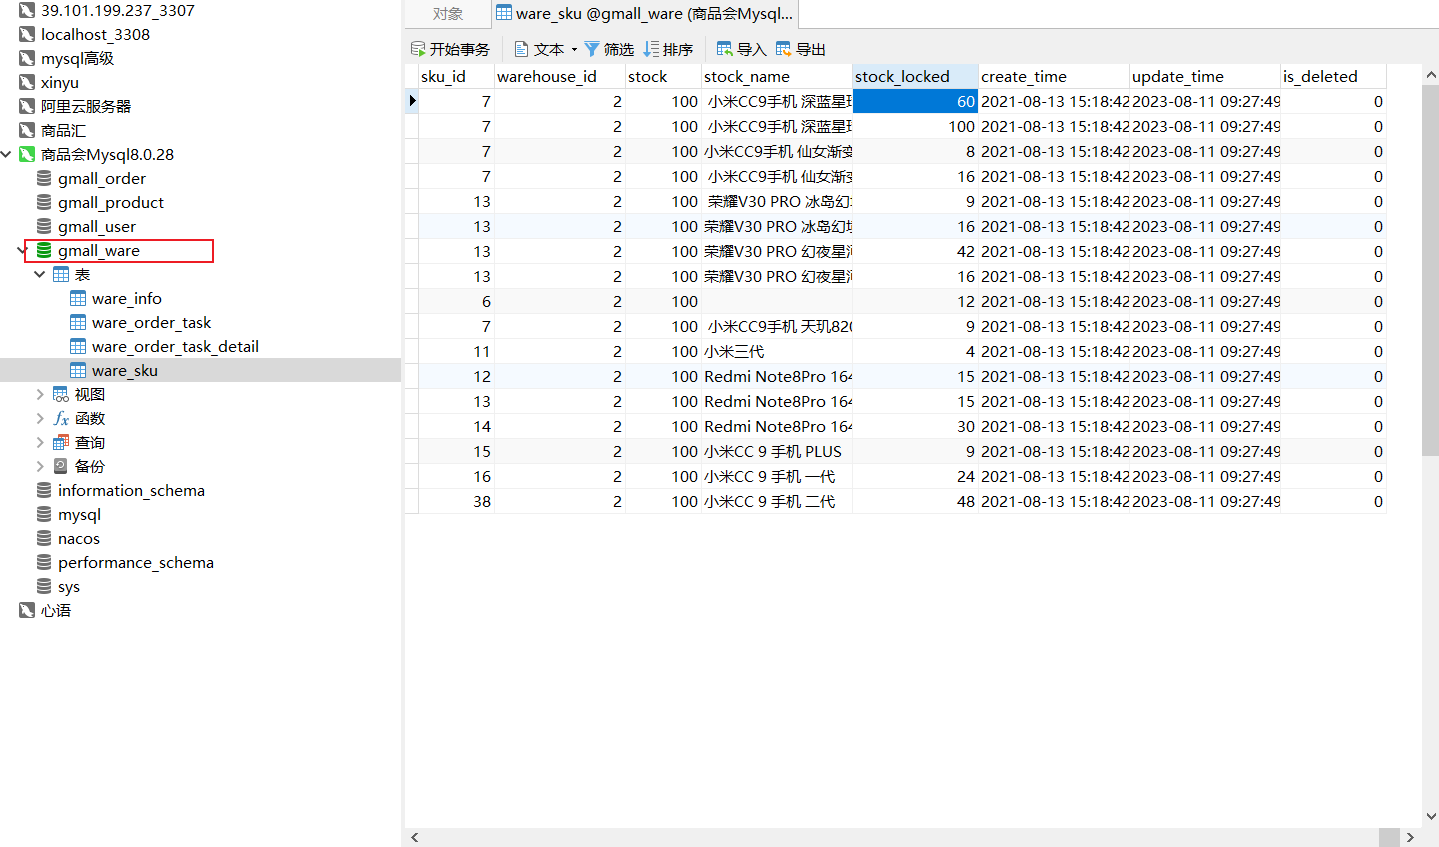 39.101.199.237_3307
localhost_3308
mysql高级
xinyu
阿里云服务器
商品汇
商品会Mysql8.0.28
gmall_order
gmall_product
gmall_user
gmall_ware
表
ware_info
ware_order_task
ware_order_task_detail
ware_sku
视图
函数
查询
备份
information_schema
mysql
nacos
performance_schema
sys
心语
对象 ware_sku @gmall_ware (商品会Mysql...
开始事务 文本 筛选 排序 导入 导出
sku_id warehouse_id stock stock_name stock_locked create_time update_time is_deleted
7 2 100 小米CC9手机 深蓝星 60 2021-08-13 15:18:42 2023-08-11 09:27:49 0
7 2 100 小米CC9手机 深蓝星 100 2021-08-13 15:18:42 2023-08-11 09:27:49 0
7 2 100 小米CC9手机 仙女渐变 8 2021-08-13 15:18:42 2023-08-11 09:27:49 0
7 2 100 小米CC9手机 仙女渐变 16 2021-08-13 15:18:42 2023-08-11 09:27:49 0
13 2 100 荣耀V30 PRO 冰岛幻 9 2021-08-13 15:18:42 2023-08-11 09:27:49 0
13 2 100 荣耀V30 PRO 冰岛幻境 16 2021-08-13 15:18:42 2023-08-11 09:27:49 0
13 2 100 荣耀V30 PRO 幻夜星河 42 2021-08-13 15:18:42 2023-08-11 09:27:49 0
13 2 100 荣耀V30 PRO 幻夜星河 16 2021-08-13 15:18:42 2023-08-11 09:27:49 0
6 2 100 12 2021-08-13 15:18:42 2023-08-11 09:27:49 0
7 2 100 小米CC9手机 天玑820 9 2021-08-13 15:18:42 2023-08-11 09:27:49 0
11 2 100 小米三代 4 2021-08-13 15:18:42 2023-08-11 09:27:49 0
12 2 100 Redmi Note8Pro 164 15 2021-08-13 15:18:42 2023-08-11 09:27:49 0
13 2 100 Redmi Note8Pro 164 15 2021-08-13 15:18:42 2023-08-11 09:27:49 0
14 2 100 Redmi Note8Pro 164 30 2021-08-13 15:18:42 2023-08-11 09:27:49 0
15 2 100 小米CC 9 手机 PLUS 9 2021-08-13 15:18:42 2023-08-11 09:27:49 0
16 2 100 小米CC 9 手机 一代 24 2021-08-13 15:18:42 2023-08-11 09:27:49 0
38 2 100 小米CC 9 手机 二代 48 2021-08-13 15:18:42 2023-08-11 09:27:49 0